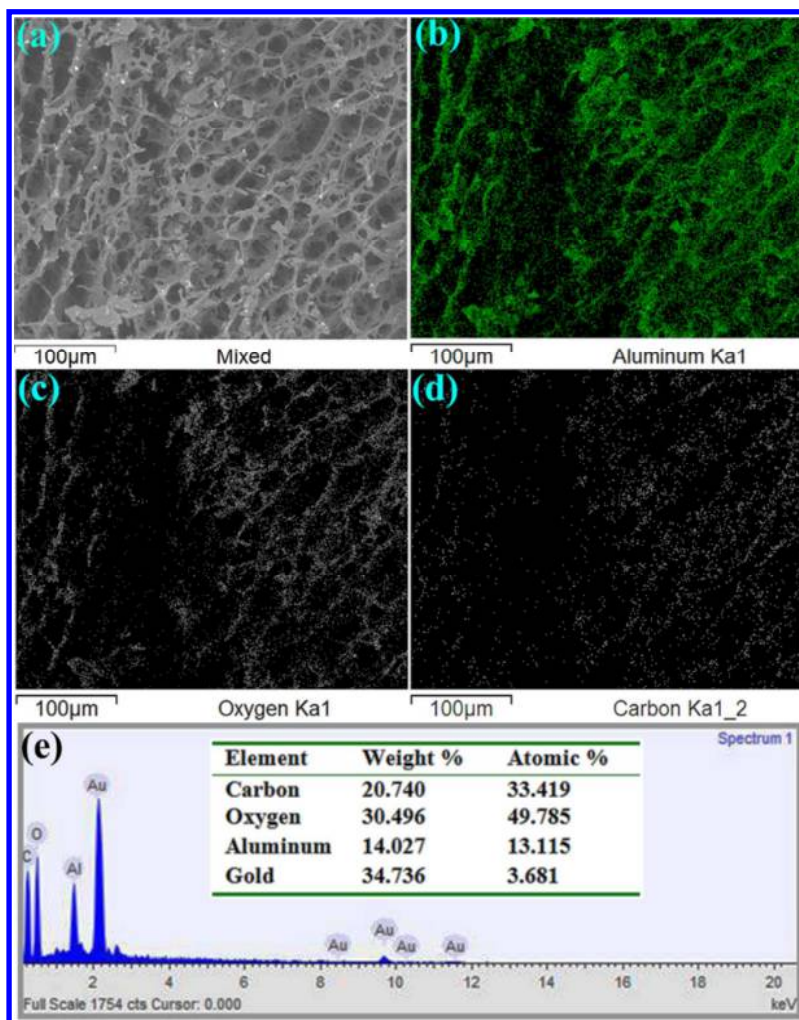 (a)
(b)
100µm Mixed
100µm Aluminum Ka1
(c)
(d)
100µm Oxygen Ka1
100µm Carbon Ka1_2
(e)
Spectrum 1
Element Weight % Atomic %
Carbon 20.740 33.419
Oxygen 30.496 49.785
Aluminum 14.027 13.115
Gold 34.736 3.681
C O Al Au Au Au Au Au
2 4 6 8 10 12 14 16 18 20
Full Scale 1754 cts Cursor: 0.000 keV